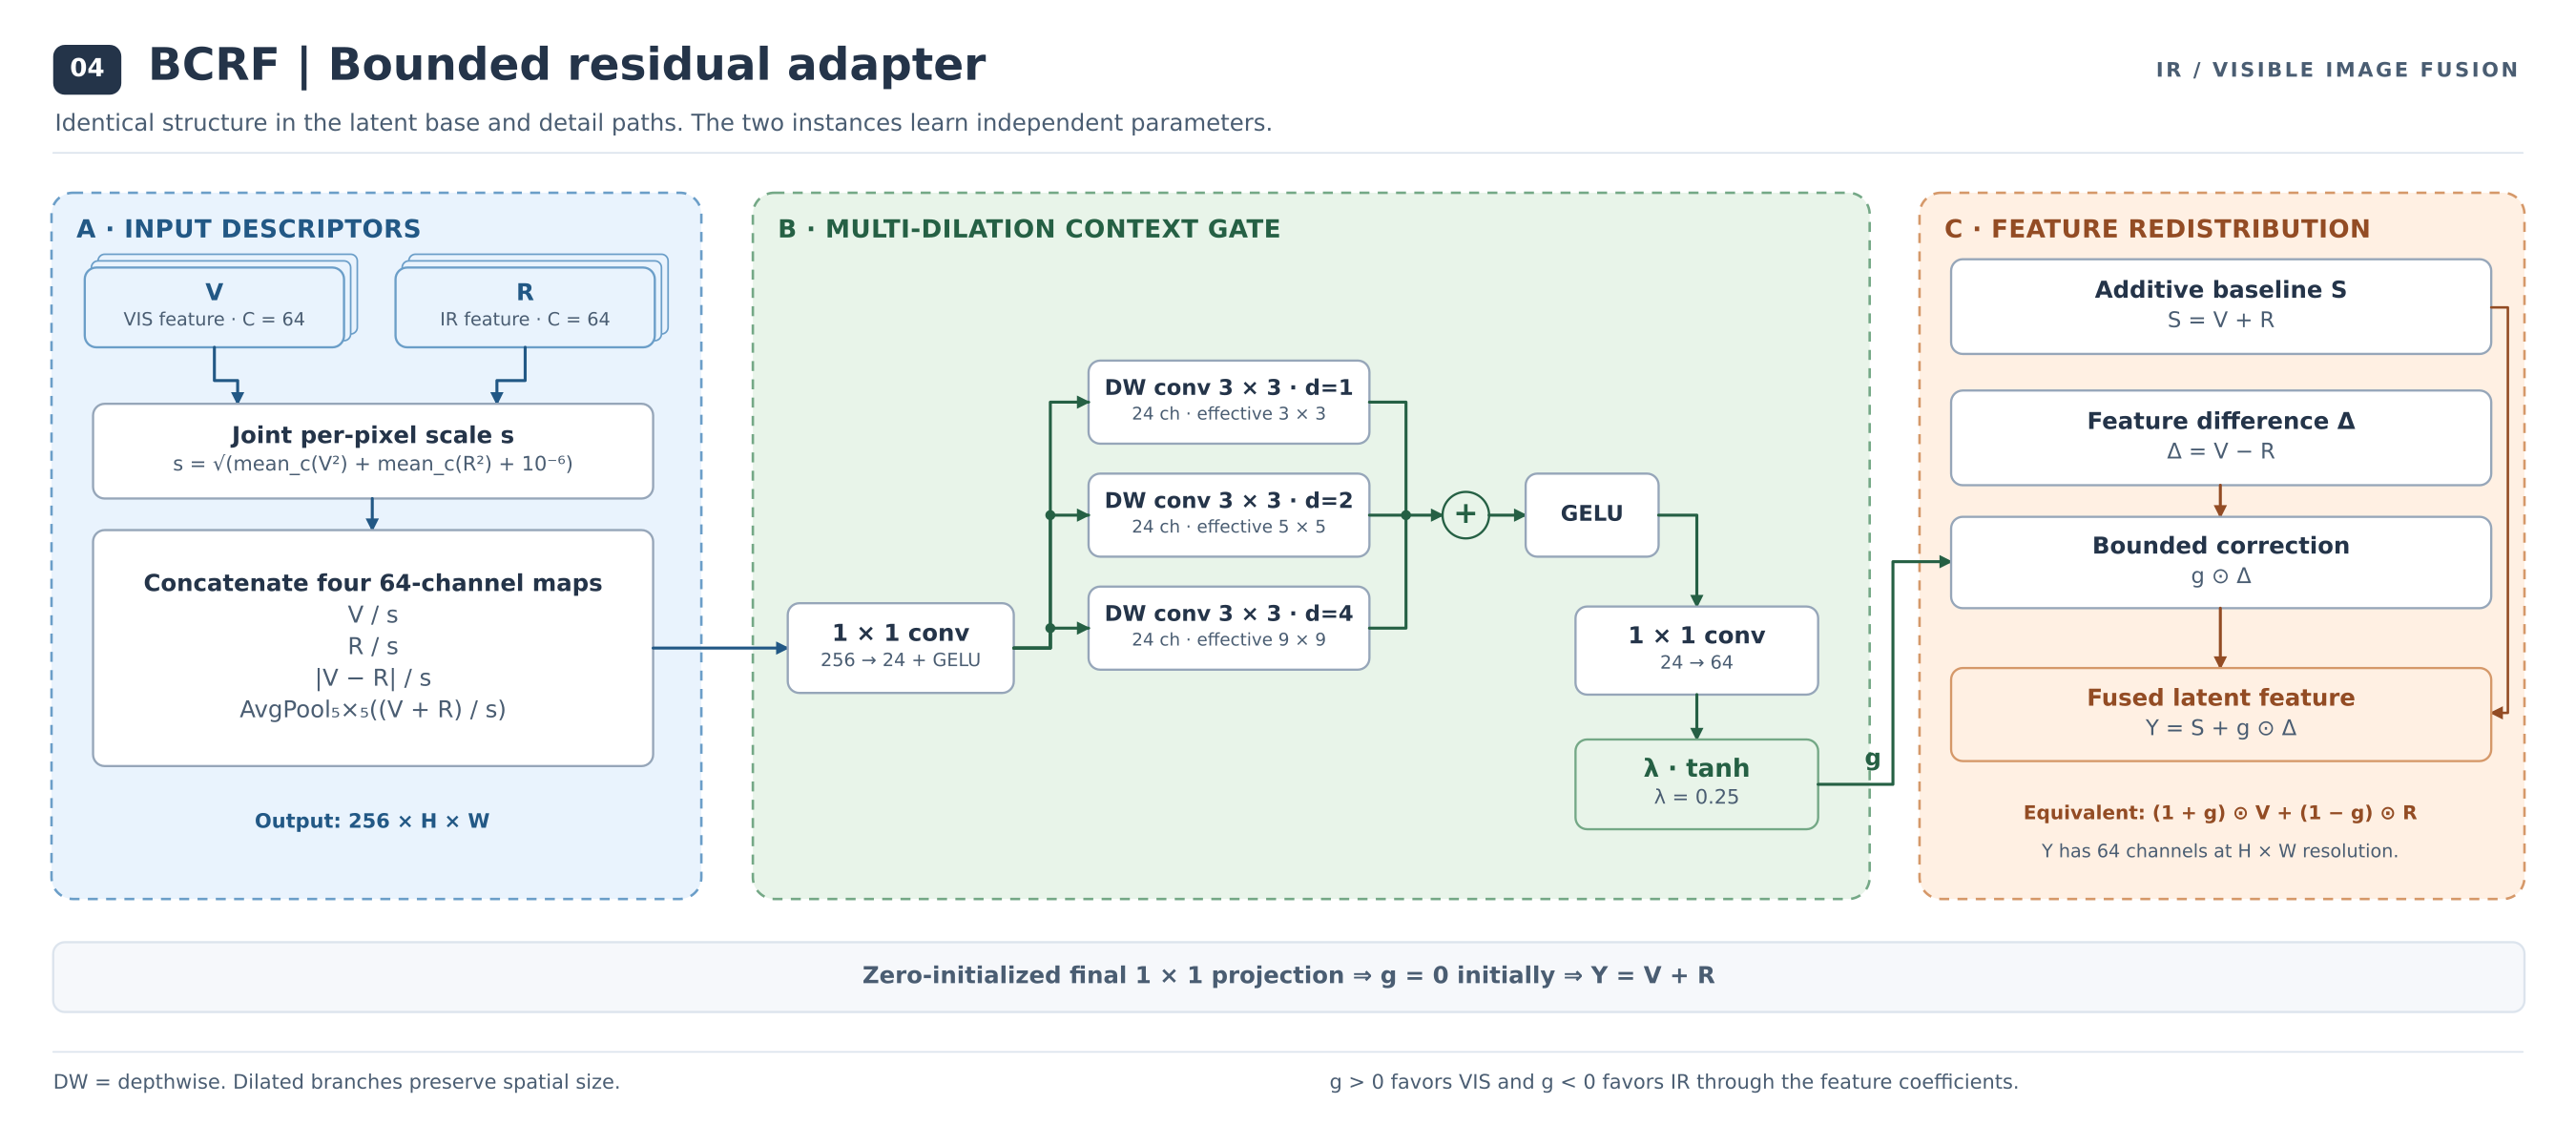 04
BCRF | Bounded residual adapter
IR / VISIBLE IMAGE FUSION
Identical structure in the latent base and detail paths. The two instances learn independent parameters.
A · INPUT DESCRIPTORS
V
VIS feature · C = 64
R
IR feature · C = 64
Joint per-pixel scale s
s = √(mean_c(V²) + mean_c(R²) + 10⁻⁶)
Concatenate four 64-channel maps
V / s
R / s
|V − R| / s
AvgPool₅×₅((V + R) / s)
Output: 256 × H × W
B · MULTI-DILATION CONTEXT GATE
1 × 1 conv
256 → 24 + GELU
DW conv 3 × 3 · d=1
24 ch · effective 3 × 3
DW conv 3 × 3 · d=2
24 ch · effective 5 × 5
DW conv 3 × 3 · d=4
24 ch · effective 9 × 9
+
GELU
1 × 1 conv
24 → 64
λ · tanh
λ = 0.25
g
C · FEATURE REDISTRIBUTION
Additive baseline S
S = V + R
Feature difference Δ
Δ = V − R
Bounded correction
g ⊙ Δ
Fused latent feature
Y = S + g ⊙ Δ
Equivalent: (1 + g) ⊙ V + (1 − g) ⊙ R
Y has 64 channels at H × W resolution.
Zero-initialized final 1 × 1 projection ⇒ g = 0 initially ⇒ Y = V + R
DW = depthwise. Dilated branches preserve spatial size.
g > 0 favors VIS and g < 0 favors IR through the feature coefficients.